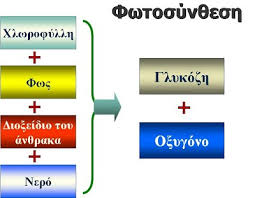 Φωτοσύνθεση
Χλωροφύλλη
+
Φως
+
Διοξείδιο του
άνθρακα
+
Νερό
Γλυκόζη
+
Οξυγόνο